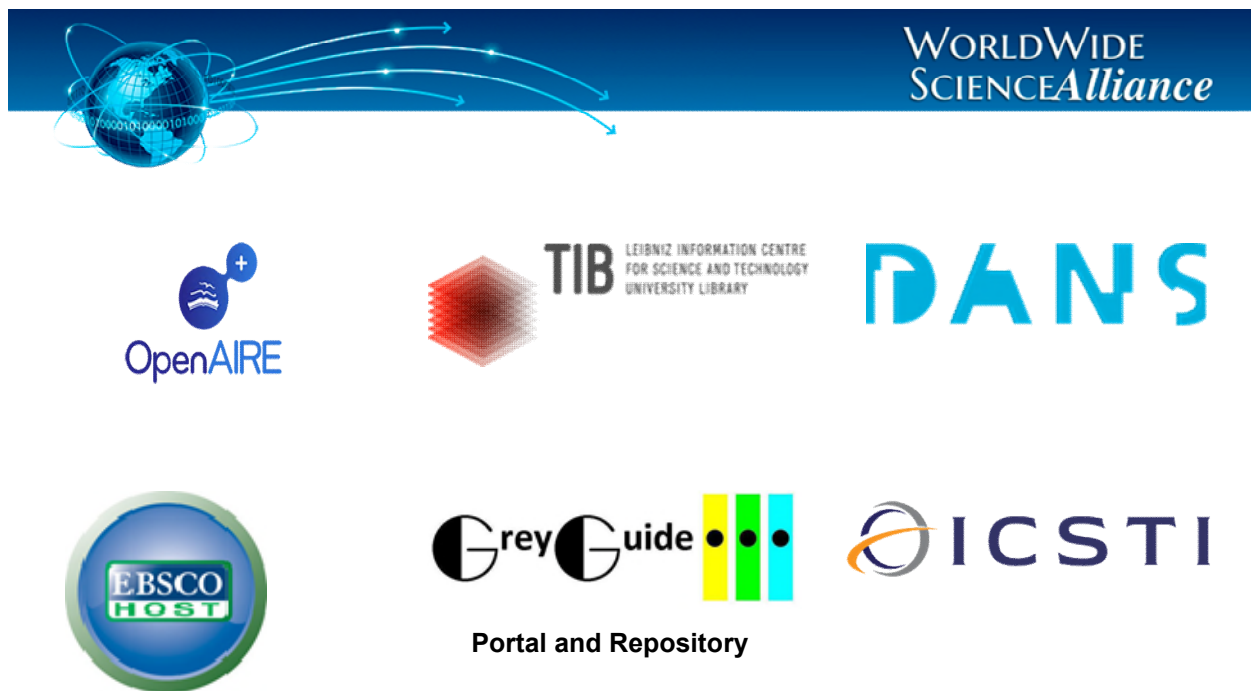 WORLDWIDE
SCIENCEAlliance
10000101000010100
OpenAIRE
+
TIB
LEIBNIZ INFORMATION CENTRE
FOR SCIENCE AND TECHNOLOGY
UNIVERSITY LIBRARY
DANS
EBSCO
HOST
GreyGuide
Portal and Repository
ICSTI